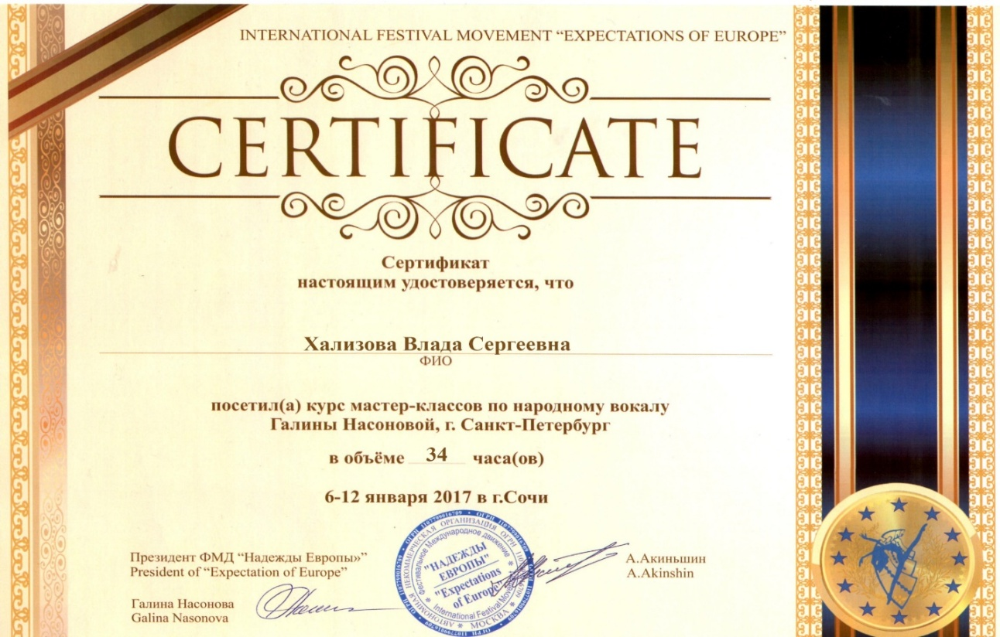 INTERNATIONAL FESTIVAL MOVEMENT “EXPECTATIONS OF EUROPE”
CERTIFICATE
Сертификат
настоящим удостоверяется, что
Хализова Влада Сергеевна
ФИО
посетил(а) курс мастер-классов по народному вокалу
Галины Насоновой, г. Санкт-Петербург
в объёме 34 часа(ов)
6-12 января 2017 в г.Сочи
Президент ФМД “Надежды Европы»”
President of “Expectation of Europe”
А.Акиньшин
A.Akinshin
Галина Насонова
Galina Nasonova
АВТОНОМНАЯ НЕКОММЕРЧЕСКАЯ ОРГАНИЗАЦИЯ
МОСКВА
Фестивальное Международное движение
"НАДЕЖДЫ
ЕВРОПЫ"
"Expectations
of Europe"
International Festival Movement